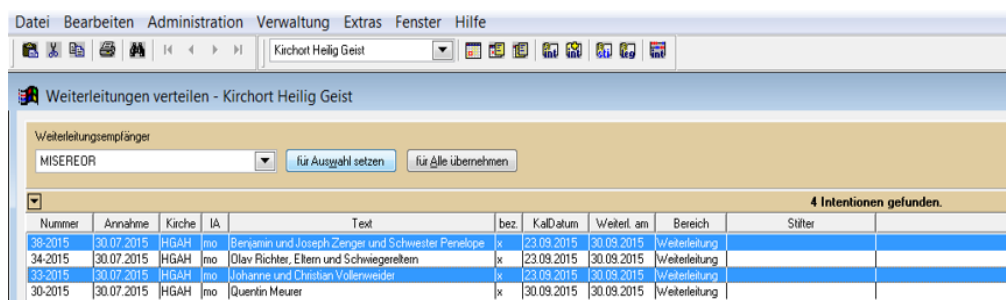 Datei Bearbeiten Administration Verwaltung Extras Fenster Hilfe
Kirchort Heilig Geist
Weiterleitungen verteilen - Kirchort Heilig Geist
Weiterleitungsempfänger
MISEREOR für Auswahl setzen für Alle übernehmen
4 Intentionen gefunden.
Nummer Annahme Kirche IA Text bez. KalDatum Weiterl. am Bereich Stifter
38-2015 30.07.2015 HGAH mo Benjamin und Joseph Zenger und Schwester Penelope x 23.09.2015 30.09.2015 Weiterleitung
34-2015 30.07.2015 HGAH mo Olav Richter, Eltern und Schwiegereltern x 23.09.2015 30.09.2015 Weiterleitung
33-2015 30.07.2015 HGAH mo Johanne und Christian Vollenweider x 23.09.2015 30.09.2015 Weiterleitung
30-2015 30.07.2015 HGAH mo Quentin Meurer x 30.09.2015 30.09.2015 Weiterleitung